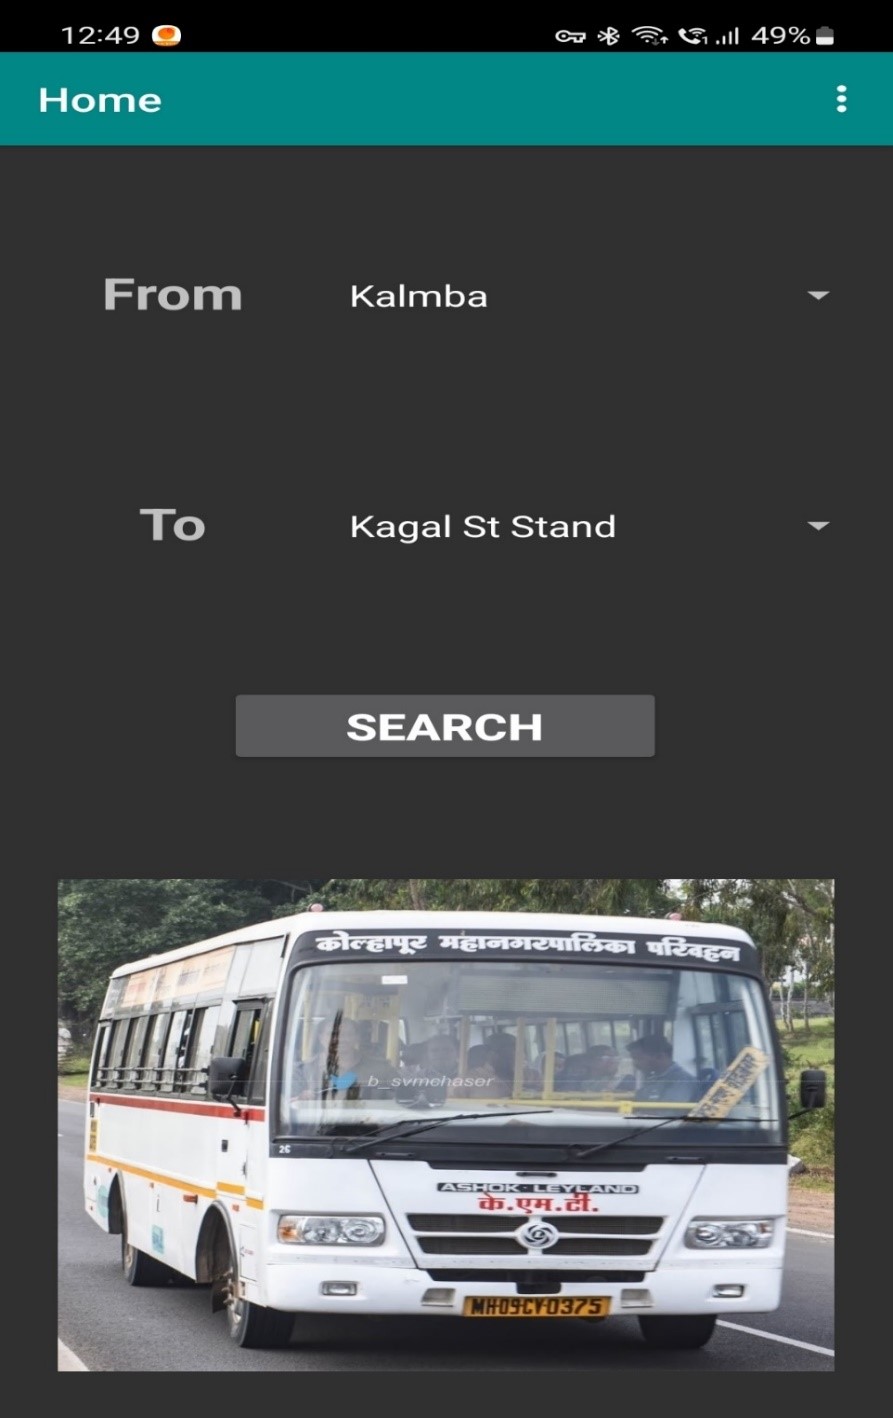 12:49
49%
Home
From
Kalmba
To
Kagal St Stand
SEARCH
कोल्हापूर महानगरपालिका परिवहन
b_svmchaser
26
ASHOK LEYLAND
के.एम.टी.
MH09CV0375